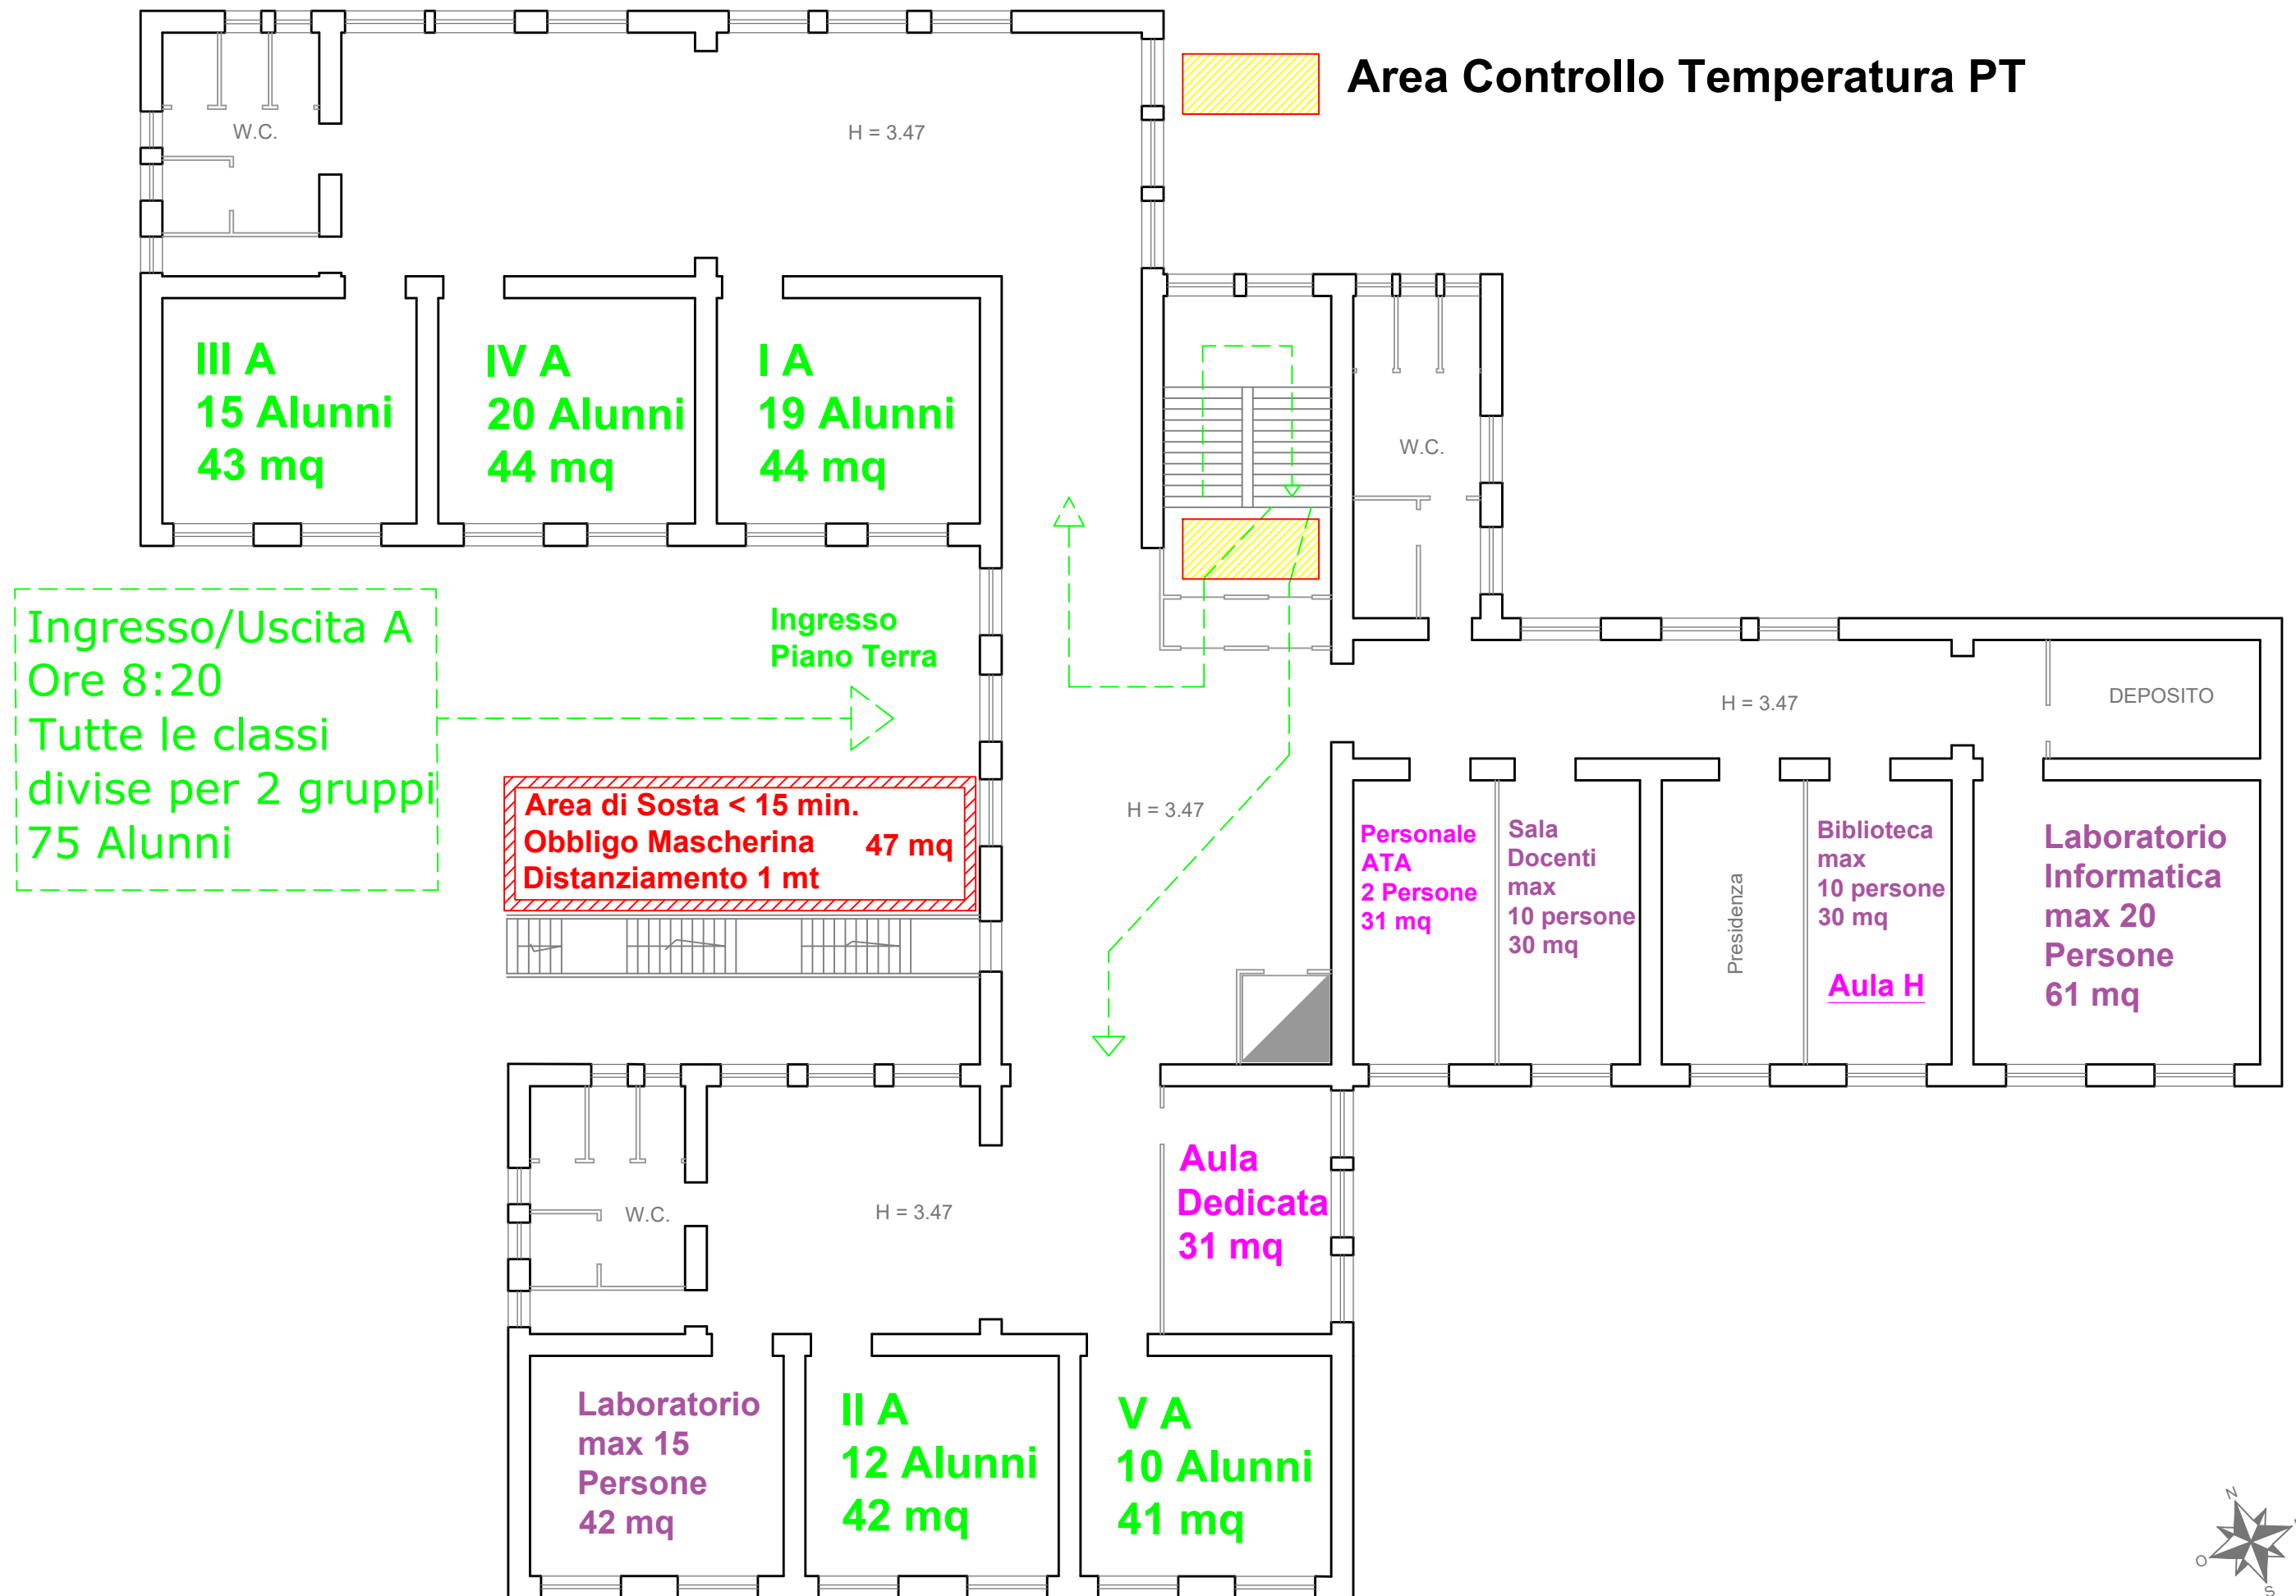 Area Controllo Temperatura PT
W.C.
H = 3.47
III A
15 Alunni
43 mq
IV A
20 Alunni
44 mq
I A
19 Alunni
44 mq
W.C.
Ingresso/Uscita A
Ore 8:20
Tutte le classi
divise per 2 gruppi
75 Alunni
Ingresso
Piano Terra
H = 3.47
DEPOSITO
Area di Sosta < 15 min.
Obbligo Mascherina
Distanziamento 1 mt
47 mq
H = 3.47
Personale
ATA
2 Persone
31 mq
Sala
Docenti
max
10 persone
30 mq
Presidenza
Biblioteca
max
10 persone
30 mq
Aula H
Laboratorio
Informatica
max 20
Persone
61 mq
W.C.
H = 3.47
Aula
Dedicata
31 mq
Laboratorio
max 15
Persone
42 mq
II A
12 Alunni
42 mq
V A
10 Alunni
41 mq
N
O
S